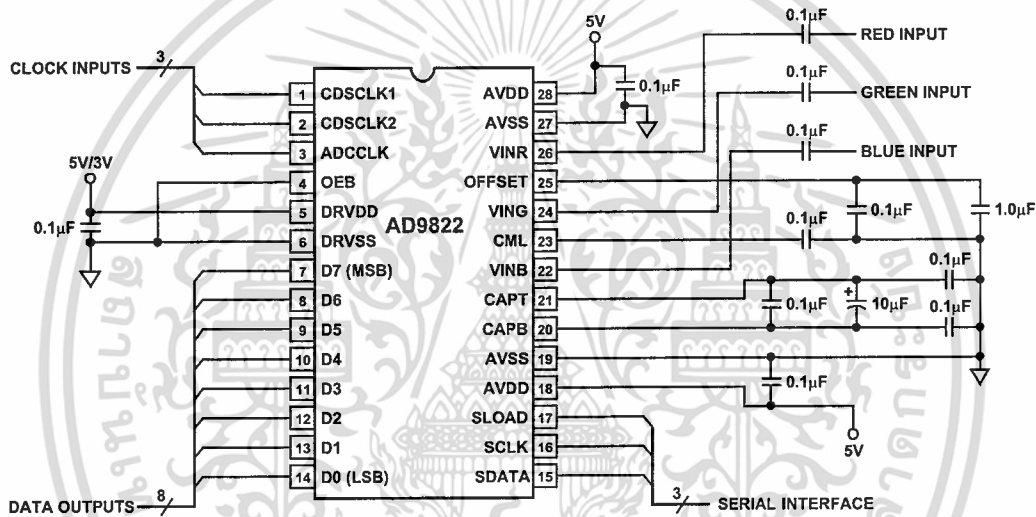 CLOCK INPUTS
3
5V/3V
0.1µF
1 CDSCLK1
2 CDSCLK2
3 ADCCLK
4 OEB
5 DRVDD
6 DRVSS
7 D7 (MSB)
8 D6
9 D5
10 D4
11 D3
12 D2
13 D1
14 D0 (LSB)
DATA OUTPUTS
8
AD9822
AVDD 28
AVSS 27
VINR 26
OFFSET 25
VING 24
CML 23
VINB 22
CAPT 21
CAPB 20
AVSS 19
AVDD 18
SLOAD 17
SCLK 16
SDATA 15
5V
0.1µF
0.1µF
RED INPUT
0.1µF
GREEN INPUT
0.1µF
BLUE INPUT
0.1µF
1.0µF
0.1µF
0.1µF
0.1µF
+
10µF
0.1µF
0.1µF
5V
3
SERIAL INTERFACE